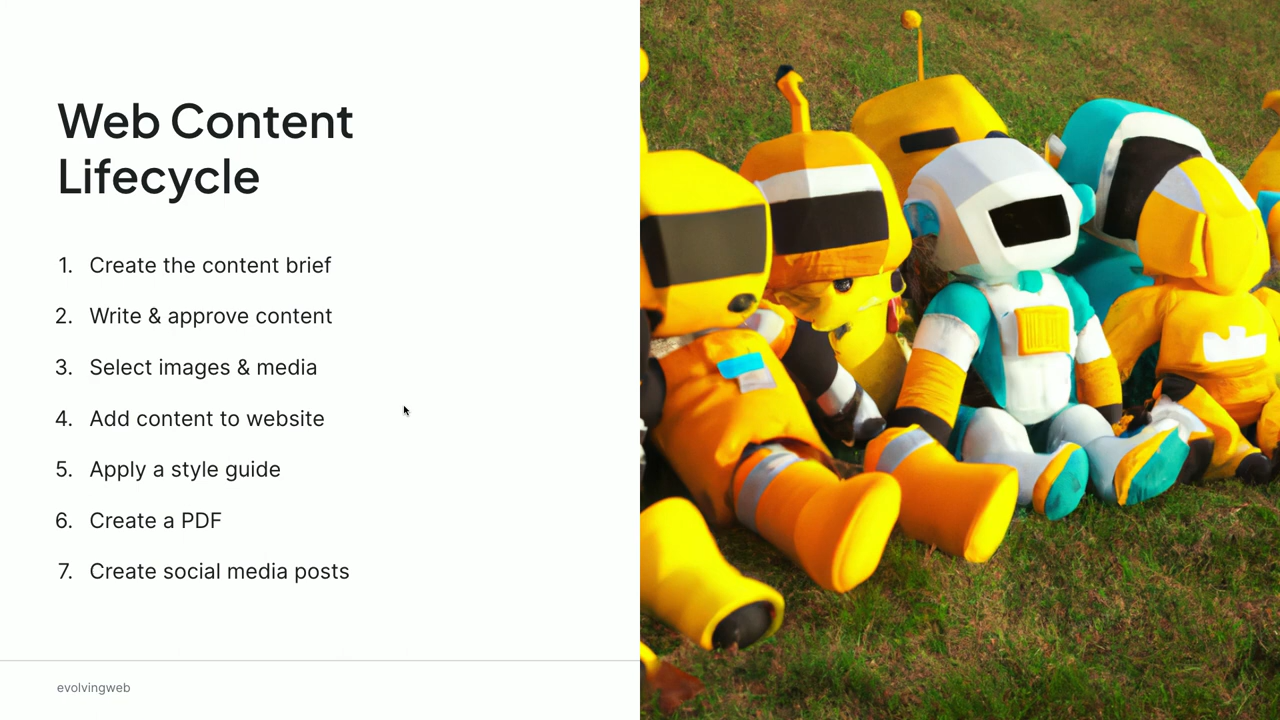 Web Content
Lifecycle
1. Create the content brief
2. Write & approve content
3. Select images & media
4. Add content to website
5. Apply a style guide
6. Create a PDF
7. Create social media posts
evolvingweb